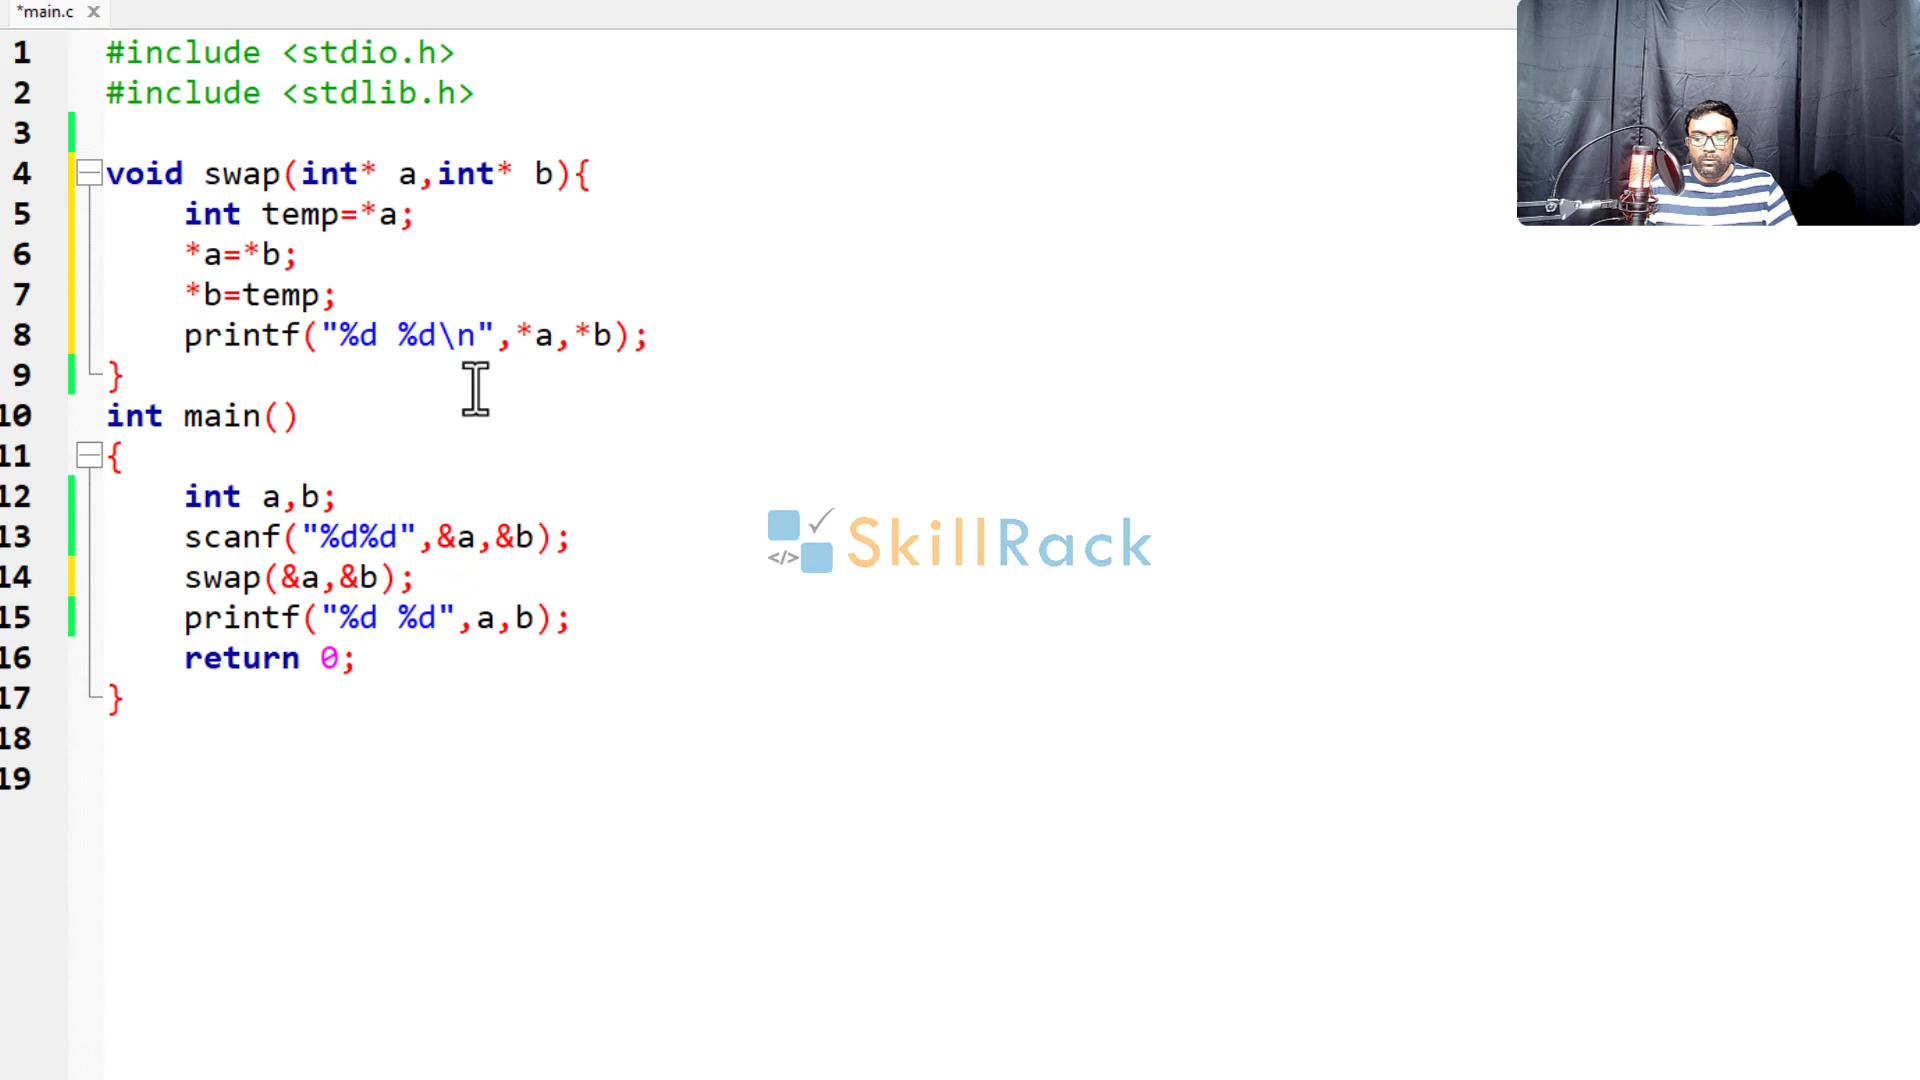 *main.c X
1 #include <stdio.h>
2 #include <stdlib.h>
3
4 void swap(int* a,int* b){
5 int temp=*a;
6 *a=*b;
7 *b=temp;
8 printf("%d %d\n",*a,*b);
9 }
10 int main()
11 {
12 int a,b;
13 scanf("%d%d",&a,&b);
14 swap(&a,&b);
15 printf("%d %d",a,b);
16 return 0;
17 }
18
19
</> SkillRack